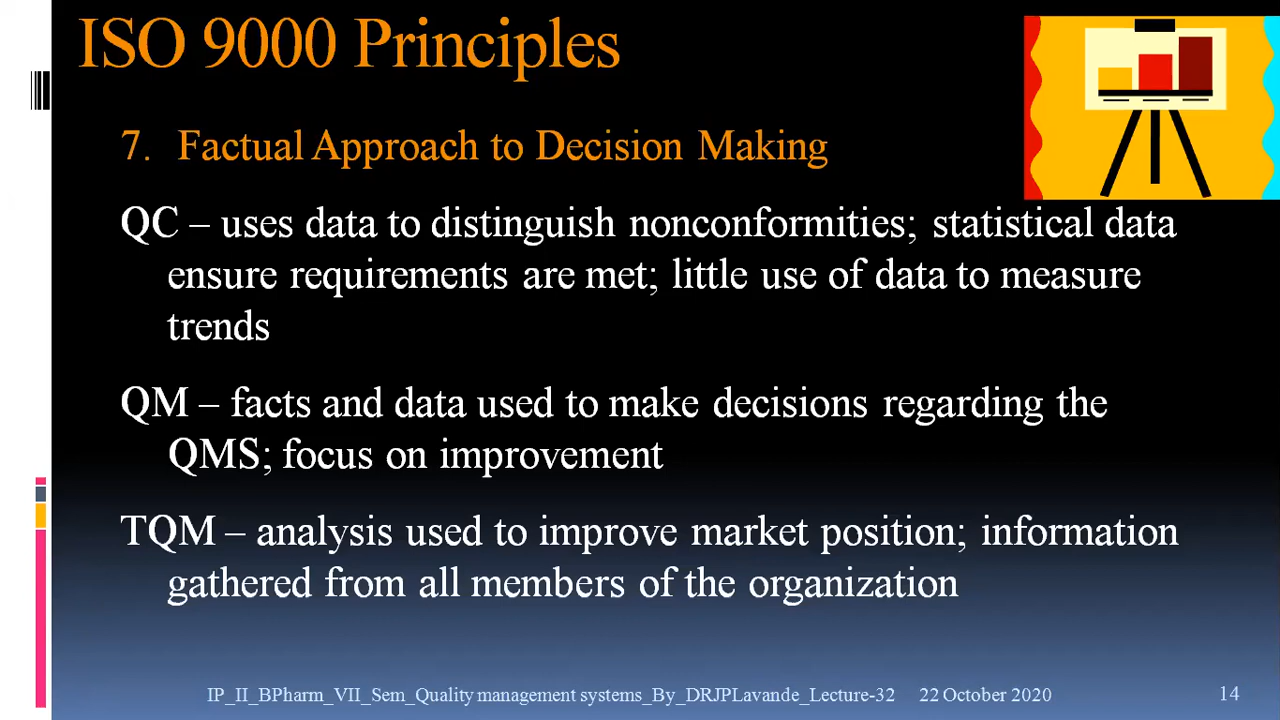 ISO 9000 Principles
7. Factual Approach to Decision Making
QC – uses data to distinguish nonconformities; statistical data
ensure requirements are met; little use of data to measure
trends
QM – facts and data used to make decisions regarding the
QMS; focus on improvement
TQM – analysis used to improve market position; information
gathered from all members of the organization
IP_II_BPharm_VII_Sem_Quality management systems_By_DRJPLavande_Lecture-32 22 October 2020 14